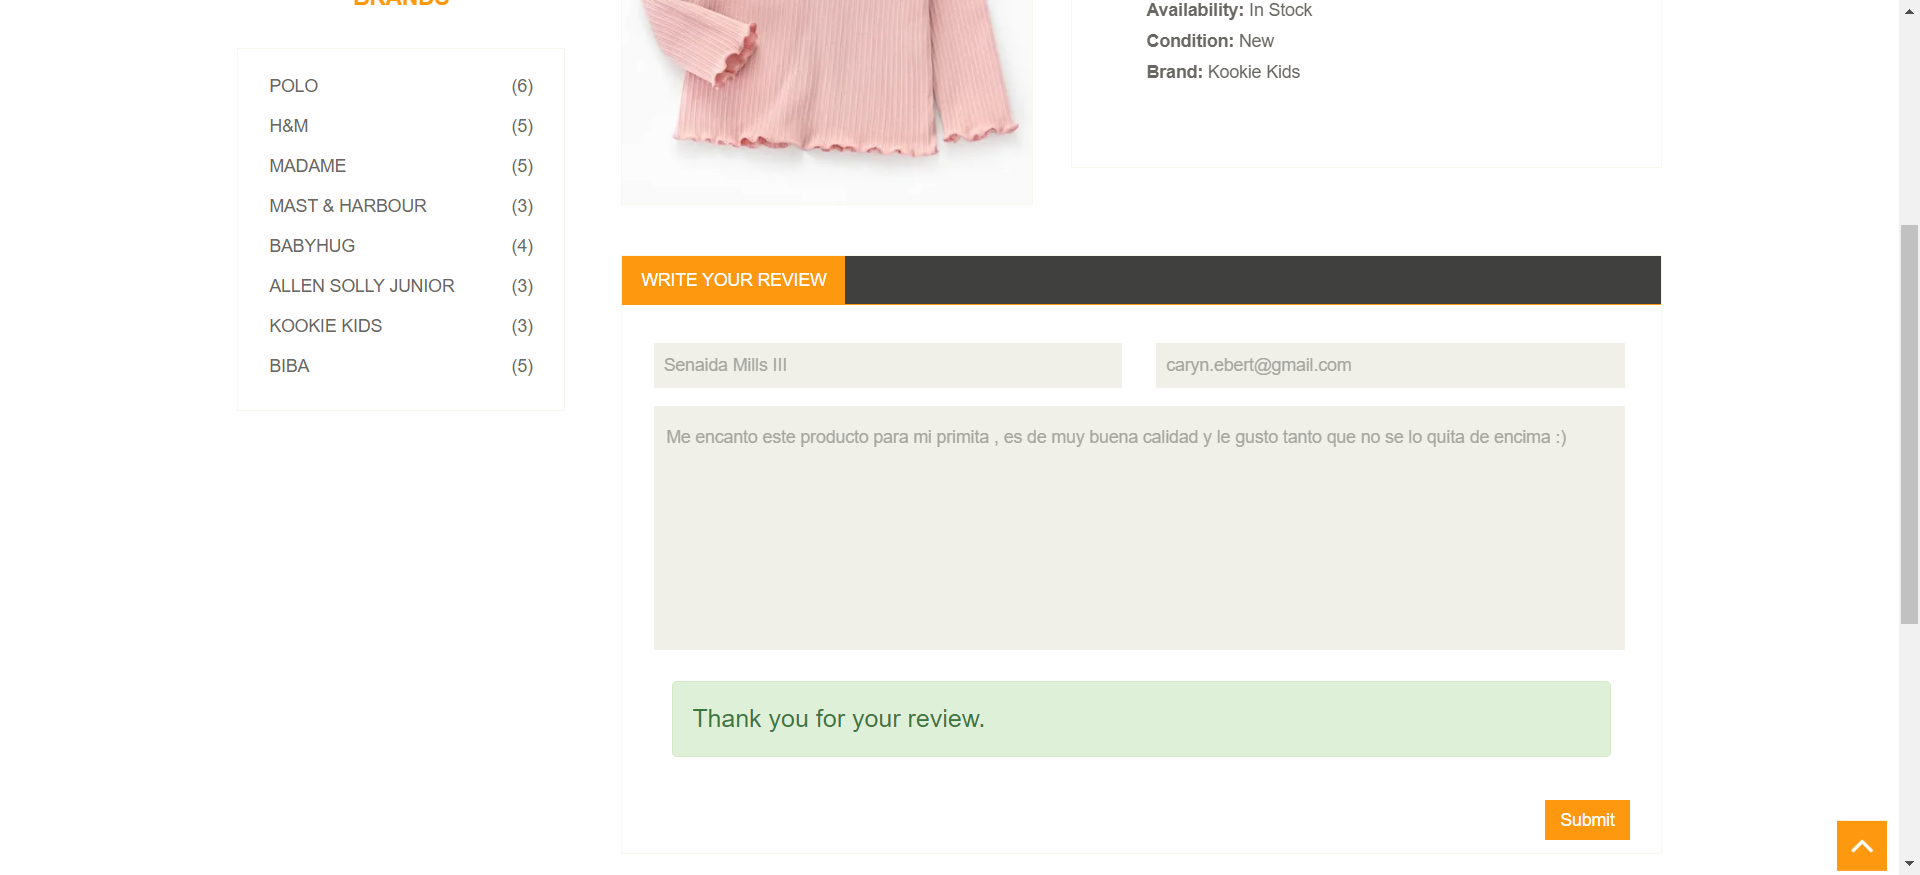 BRANDS
POLO (6)
H&M (5)
MADAME (5)
MAST & HARBOUR (3)
BABYHUG (4)
ALLEN SOLLY JUNIOR (3)
KOOKIE KIDS (3)
BIBA (5)
Availability: In Stock
Condition: New
Brand: Kookie Kids
WRITE YOUR REVIEW
Senaida Mills III
caryn.ebert@gmail.com
Me encanto este producto para mi primita , es de muy buena calidad y le gusto tanto que no se lo quita de encima :)
Thank you for your review.
Submit